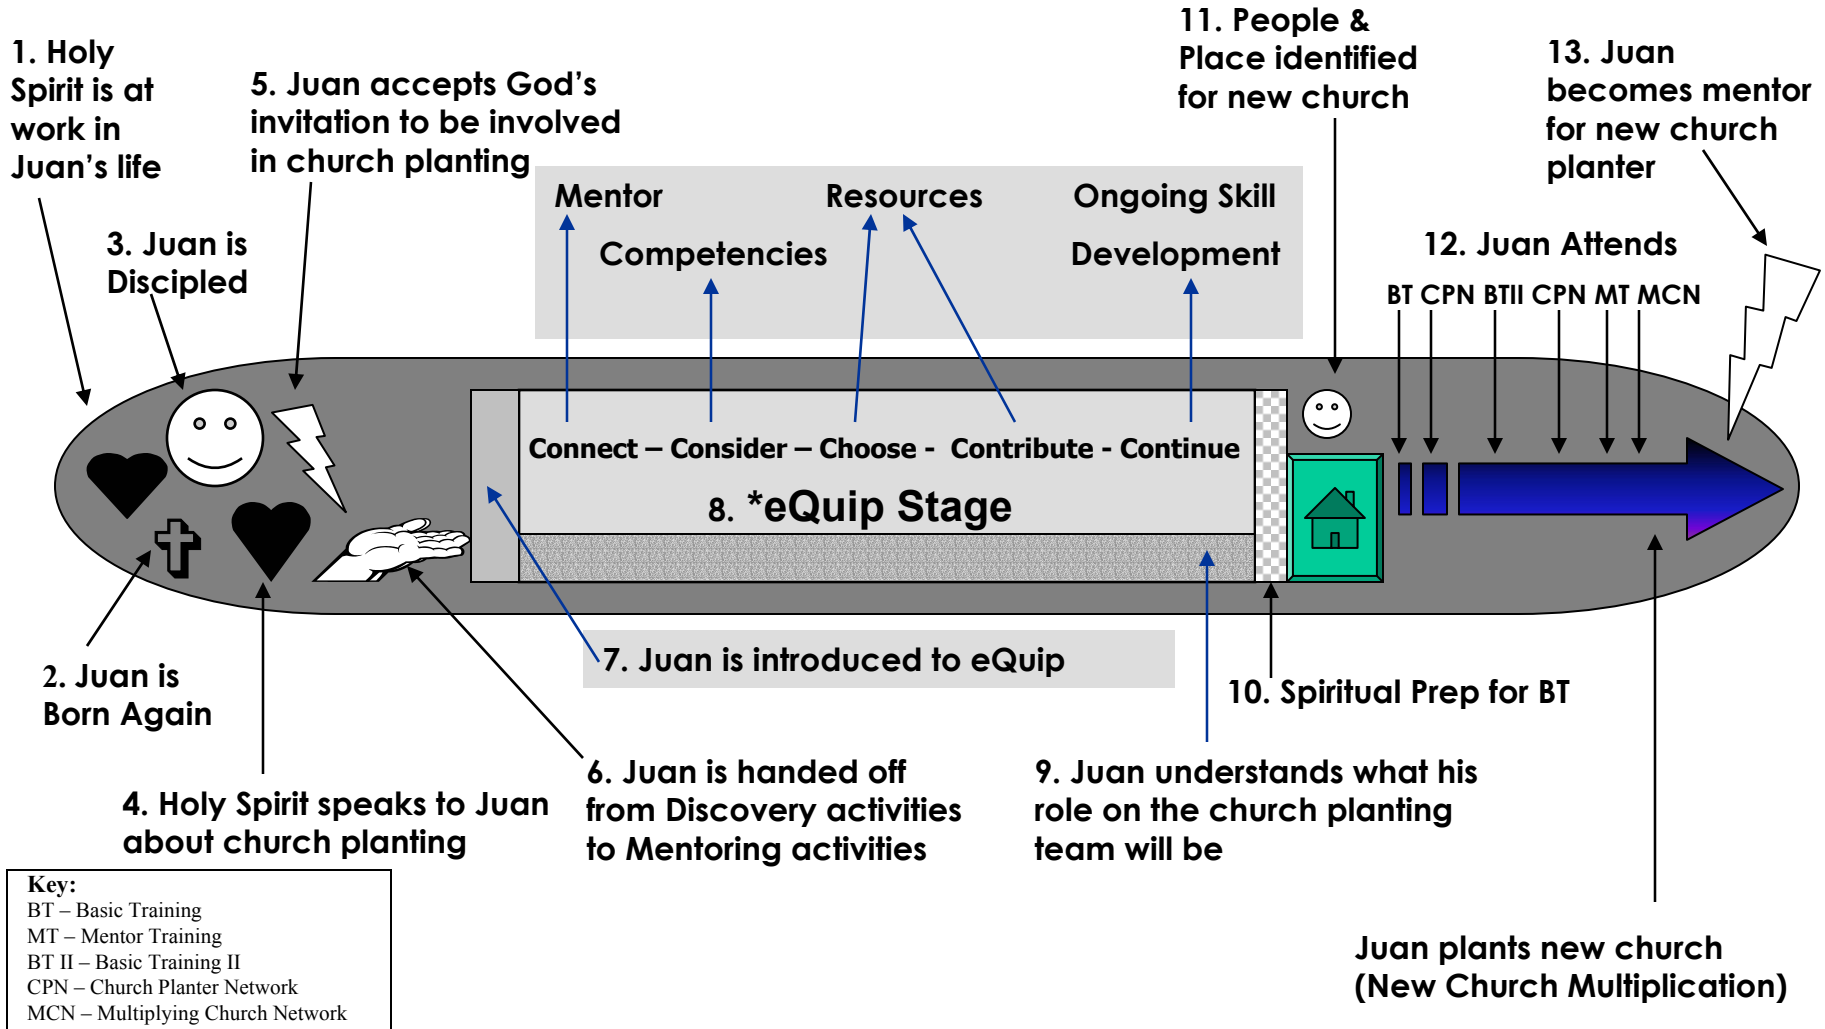 1. Holy
Spirit is at
work in
Juan's life
5. Juan accepts God's
invitation to be involved
in church planting
3. Juan is
Discipled
Mentor
Resources
Ongoing Skill
Competencies
Development
11. People &
Place identified
for new church
13. Juan
becomes mentor
for new church
planter
12. Juan Attends
BT CPN BTII CPN MT MCN
Connect – Consider – Choose - Contribute - Continue
8. *eQuip Stage
7. Juan is introduced to eQuip
2. Juan is
Born Again
10. Spiritual Prep for BT
4. Holy Spirit speaks to Juan
about church planting
6. Juan is handed off
from Discovery activities
to Mentoring activities
9. Juan understands what his
role on the church planting
team will be
Juan plants new church
(New Church Multiplication)
Key:
BT – Basic Training
MT – Mentor Training
BT II – Basic Training II
CPN – Church Planter Network
MCN – Multiplying Church Network